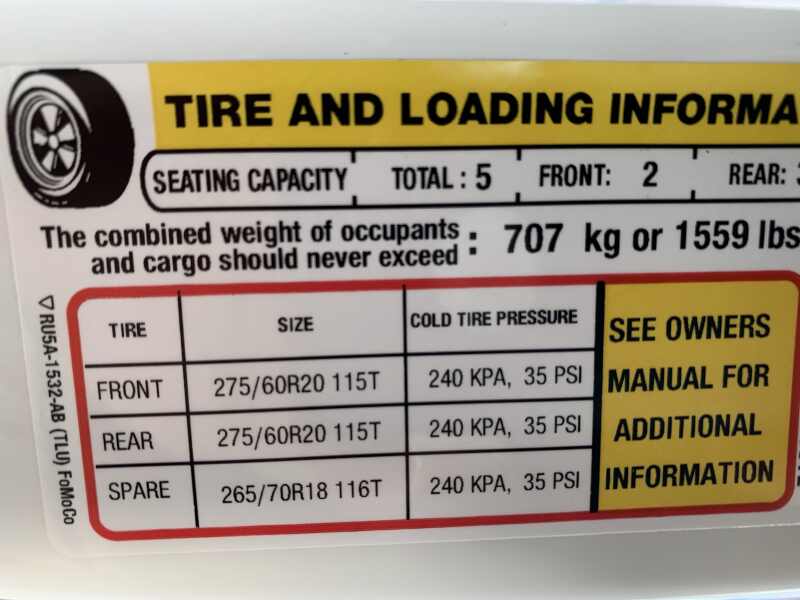 TIRE AND LOADING INFORMA
SEATING CAPACITY TOTAL : 5 FRONT: 2 REAR:
The combined weight of occupants
and cargo should never exceed : 707 kg or 1559 lbs
TIRE SIZE COLD TIRE PRESSURE
FRONT 275/60R20 115T 240 KPA, 35 PSI
REAR 275/60R20 115T 240 KPA, 35 PSI
SPARE 265/70R18 116T 240 KPA, 35 PSI
SEE OWNERS
MANUAL FOR
ADDITIONAL
INFORMATION
RU5A-1532-AB (TLU) FoMoCo